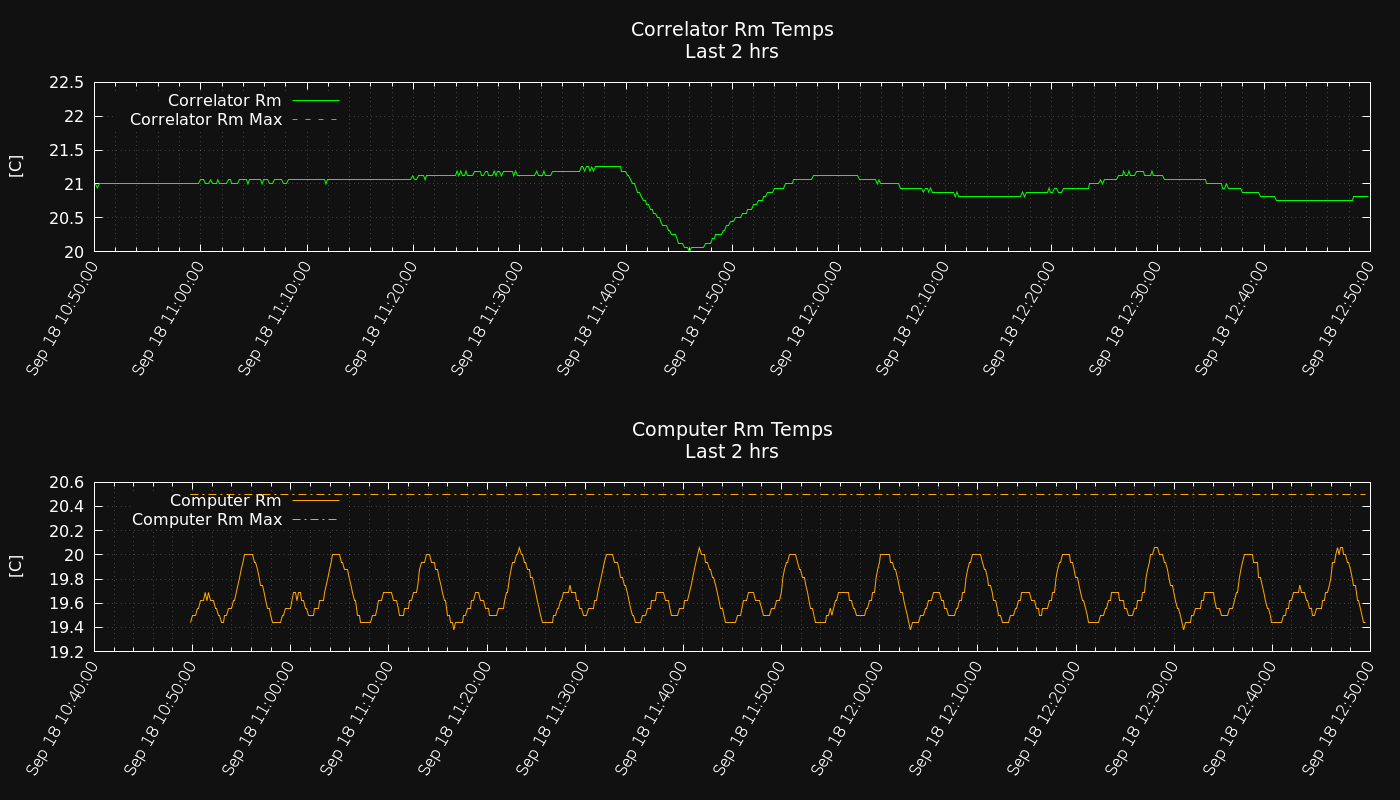 Correlator Rm Temps
Last 2 hrs
22.5
22
21.5
21
20.5
20
[C]
Correlator Rm
Correlator Rm Max
Sep 18 10:50:00
Sep 18 11:00:00
Sep 18 11:10:00
Sep 18 11:20:00
Sep 18 11:30:00
Sep 18 11:40:00
Sep 18 11:50:00
Sep 18 12:00:00
Sep 18 12:10:00
Sep 18 12:20:00
Sep 18 12:30:00
Sep 18 12:40:00
Sep 18 12:50:00
Computer Rm Temps
Last 2 hrs
20.6
20.4
20.2
20
19.8
19.6
19.4
19.2
[C]
Computer Rm
Computer Rm Max
Sep 18 10:40:00
Sep 18 10:50:00
Sep 18 11:00:00
Sep 18 11:10:00
Sep 18 11:20:00
Sep 18 11:30:00
Sep 18 11:40:00
Sep 18 11:50:00
Sep 18 12:00:00
Sep 18 12:10:00
Sep 18 12:20:00
Sep 18 12:30:00
Sep 18 12:40:00
Sep 18 12:50:00